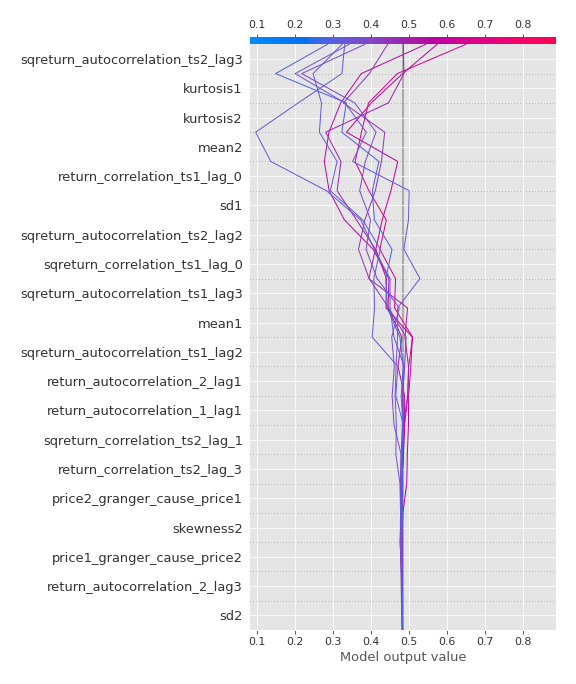 0.1 0.2 0.3 0.4 0.5 0.6 0.7 0.8
sqreturn_autocorrelation_ts2_lag3
kurtosis1
kurtosis2
mean2
return_correlation_ts1_lag_0
sd1
sqreturn_autocorrelation_ts2_lag2
sqreturn_correlation_ts1_lag_0
sqreturn_autocorrelation_ts1_lag3
mean1
sqreturn_autocorrelation_ts1_lag2
return_autocorrelation_2_lag1
return_autocorrelation_1_lag1
sqreturn_correlation_ts2_lag_1
return_correlation_ts2_lag_3
price2_granger_cause_price1
skewness2
price1_granger_cause_price2
return_autocorrelation_2_lag3
sd2
0.1 0.2 0.3 0.4 0.5 0.6 0.7 0.8
Model output value